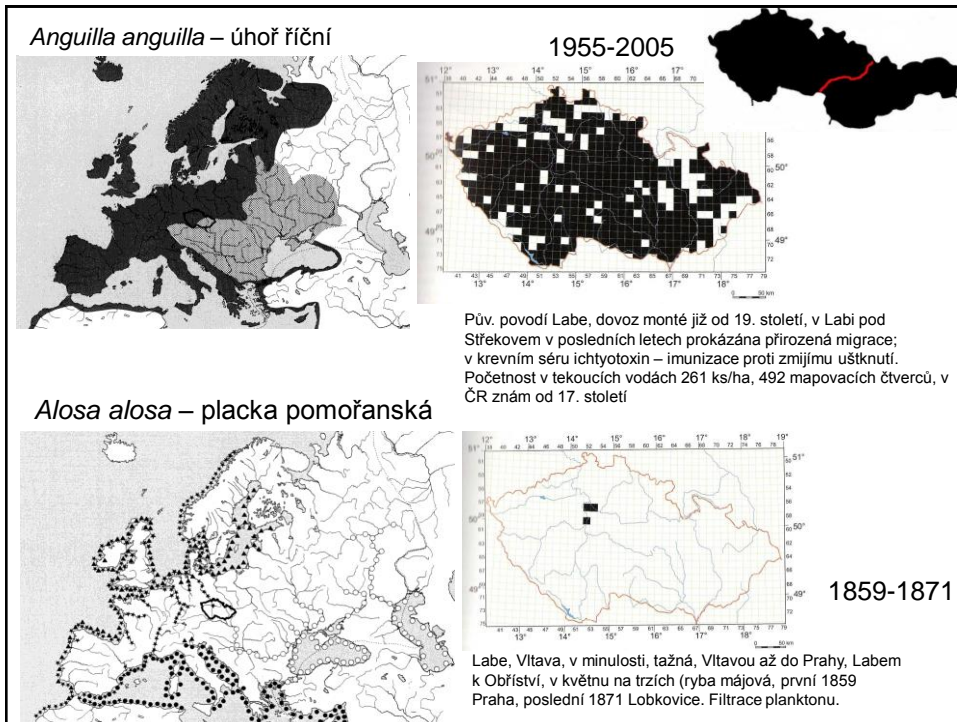 Anguilla anguilla – úhoř říční
1955-2005
Pův. povodí Labe, dovoz monté již od 19. století, v Labi pod
Střekovem v posledních letech prokázána přirozená migrace;
v krevním séru ichtyotoxin – imunizace proti zmijímu uštknutí.
Početnost v tekoucích vodách 261 ks/ha, 492 mapovacích čtverců, v
ČR znám od 17. století
Alosa alosa – placka pomořanská
1859-1871
Labe, Vltava, v minulosti, tažná, Vltavou až do Prahy, Labem
k Obříství, v květnu na trzích (ryba májová, první 1859
Praha, poslední 1871 Lobkovice. Filtrace planktonu.